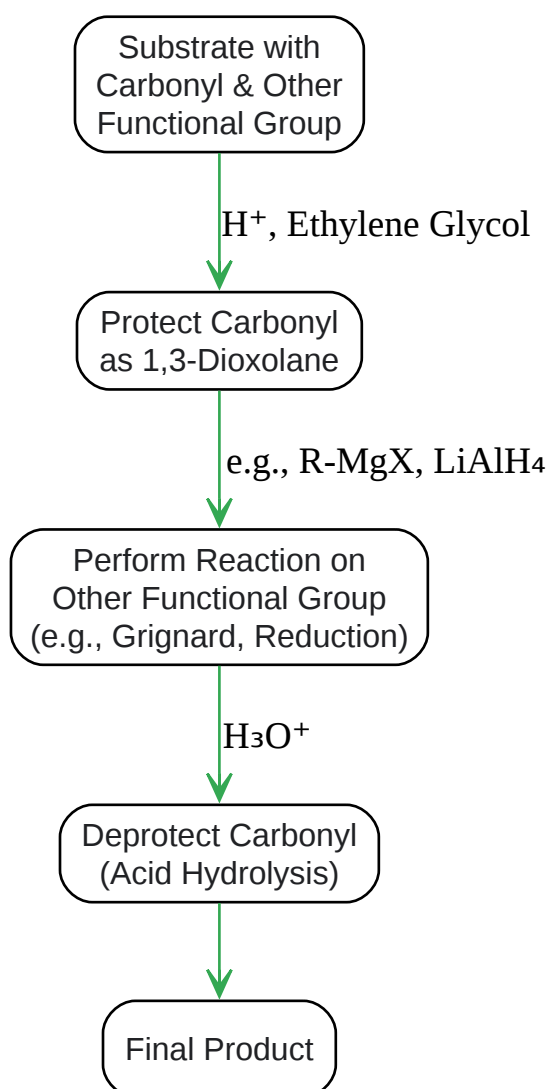 Substrate with
Carbonyl & Other
Functional Group
H⁺, Ethylene Glycol
Protect Carbonyl
as 1,3-Dioxolane
e.g., R-MgX, LiAlH₄
Perform Reaction on
Other Functional Group
(e.g., Grignard, Reduction)
H₃O⁺
Deprotect Carbonyl
(Acid Hydrolysis)
Final Product